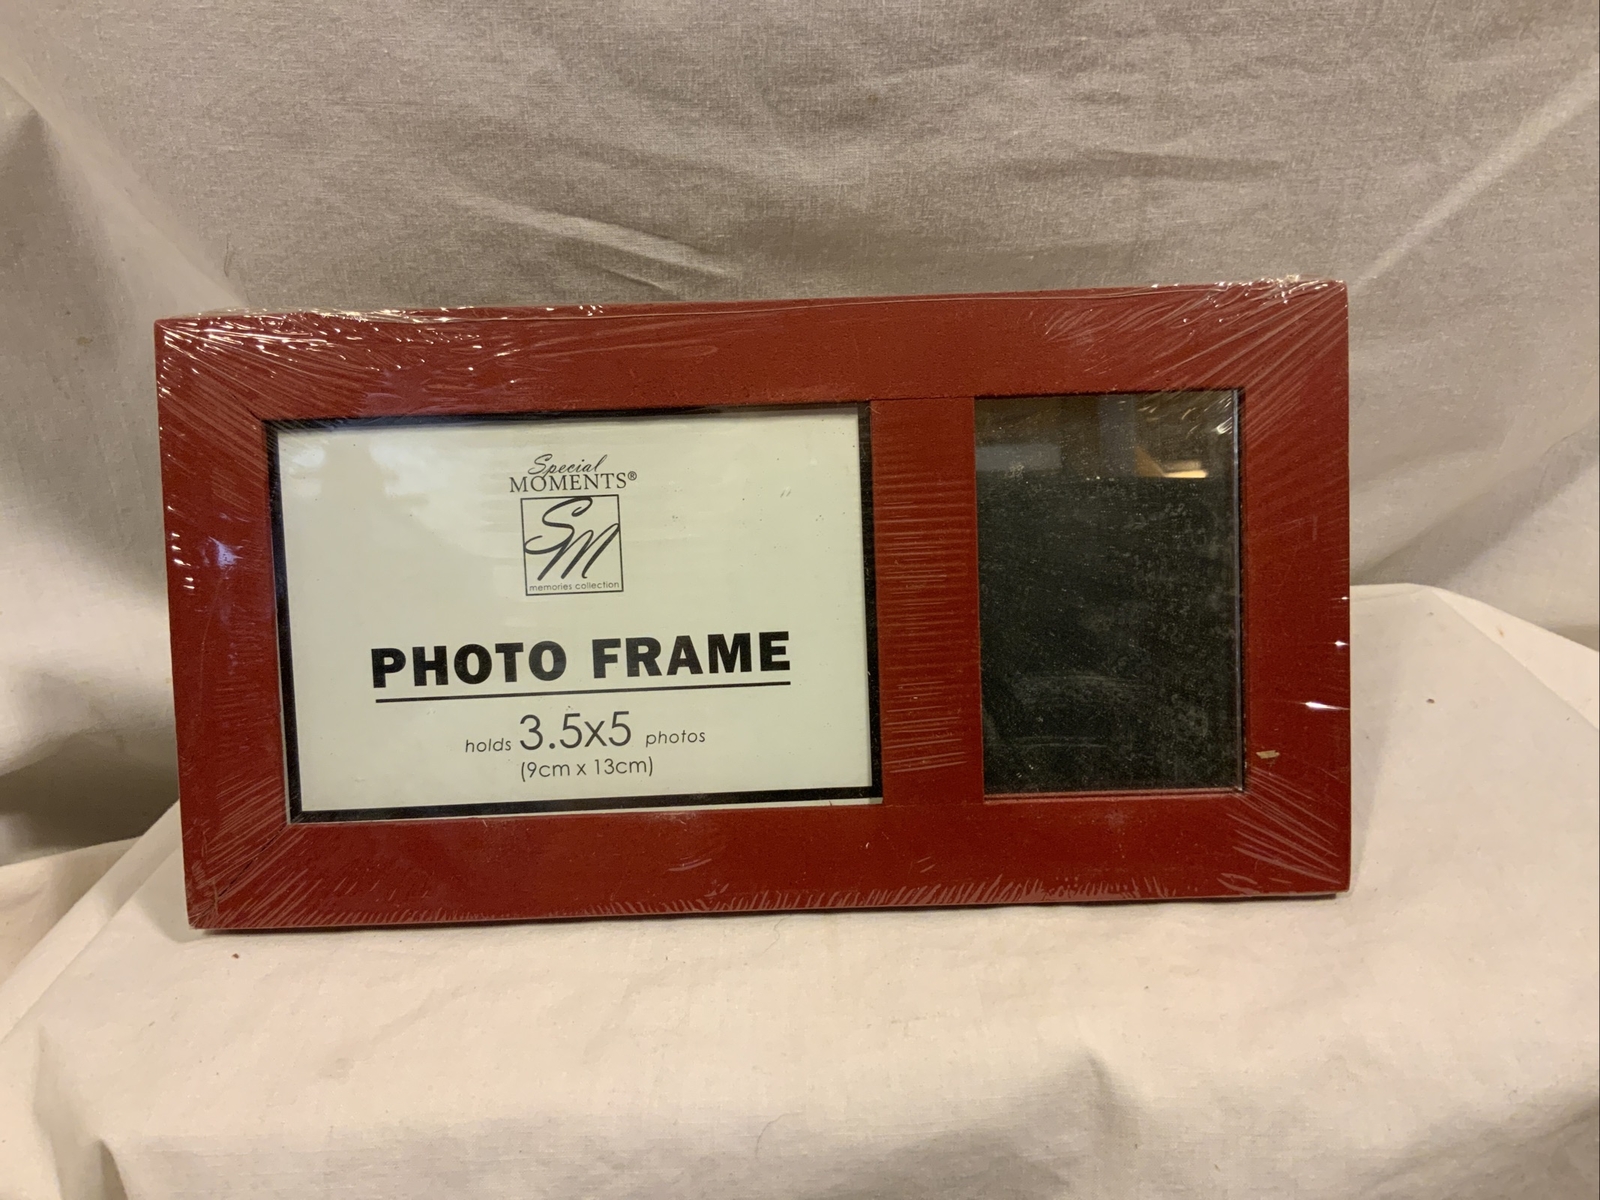 Special
MOMENTS®
SM
memories collection
PHOTO FRAME
holds 3.5x5 photos
(9cm x 13cm)